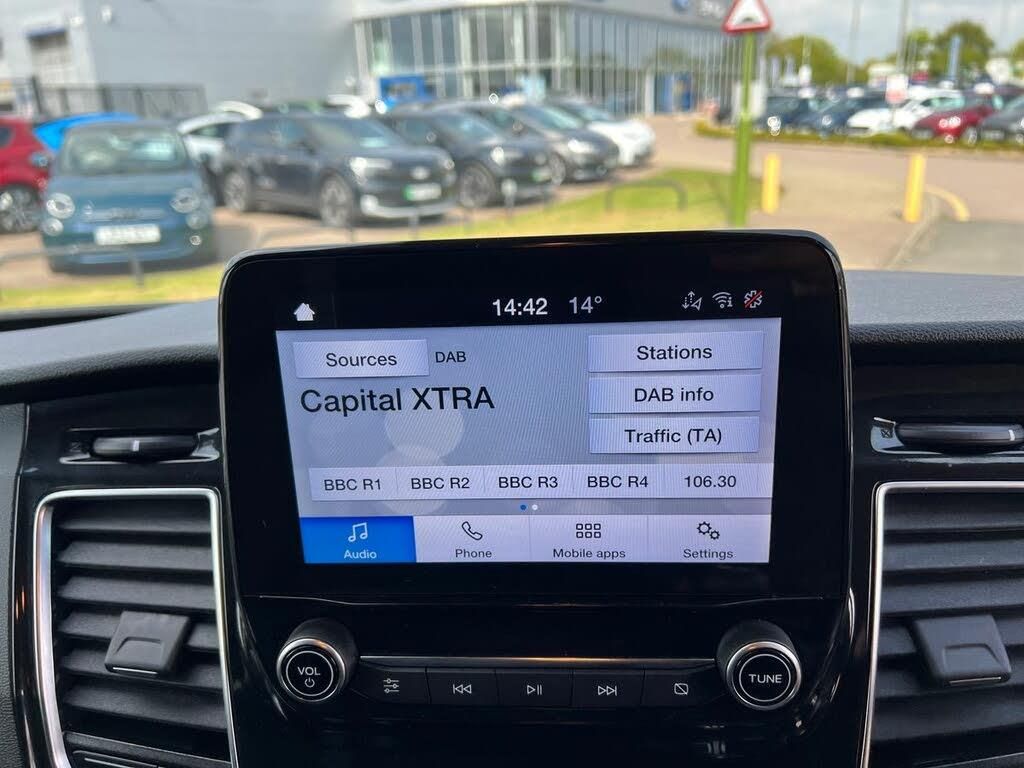 14:42 14°
Sources DAB Stations
Capital XTRA DAB info
Traffic (TA)
BBC R1 BBC R2 BBC R3 BBC R4 106.30
Audio Phone Mobile apps Settings
VOL
TUNE